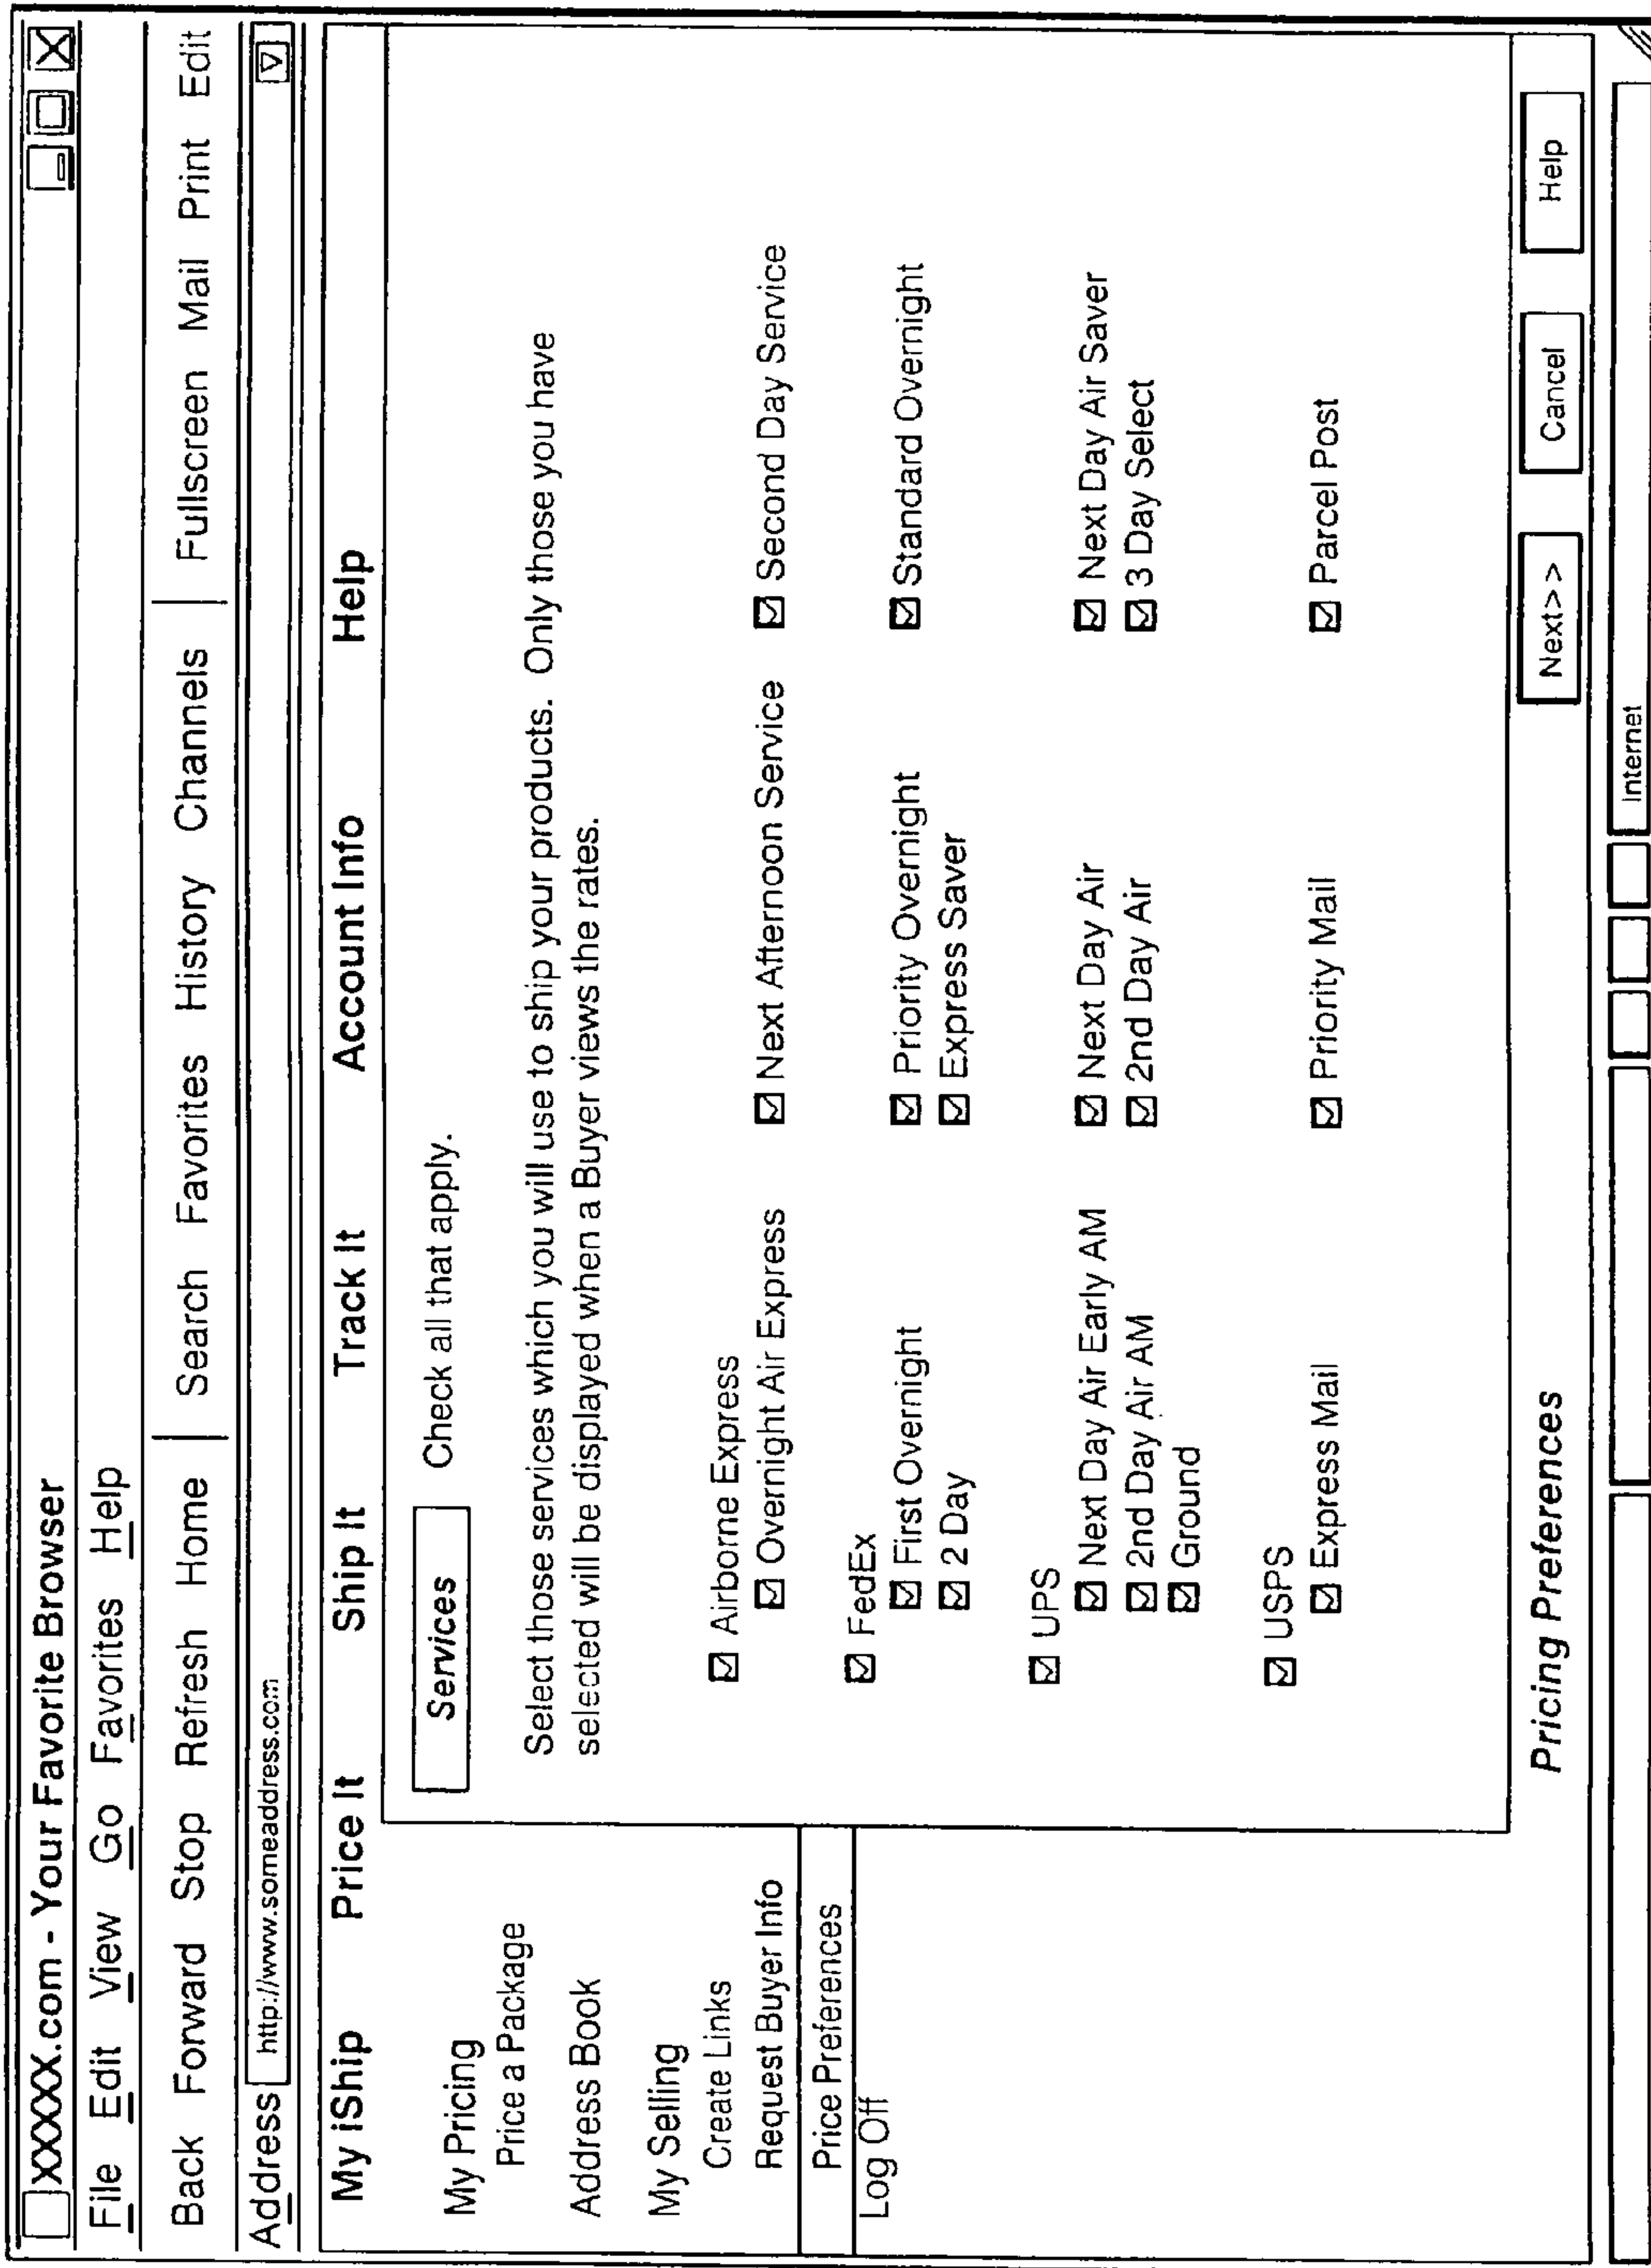 XXXXX.com - Your Favorite Browser
File Edit View Go Favorites Help
Back Forward Stop Refresh Home Search Favorites History Channels Fullscreen Mail Print Edit
Address http://www.someaddress.com
My iShip Price It Ship It Track It Account Info Help
My Pricing
Price a Package
Address Book
My Selling
Create Links
Request Buyer Info
Price Preferences
Log Off
Services Check all that apply.
Select those services which you will use to ship your products. Only those you have
selected will be displayed when a Buyer views the rates.
Airborne Express
Overnight Air Express Next Afternoon Service Second Day Service
FedEx
First Overnight Priority Overnight Standard Overnight
2 Day Express Saver
UPS
Next Day Air Early AM Next Day Air Next Day Air Saver
2nd Day Air AM 2nd Day Air 3 Day Select
Ground
USPS
Express Mail Priority Mail Parcel Post
Pricing Preferences Next>> Cancel Help
Internet